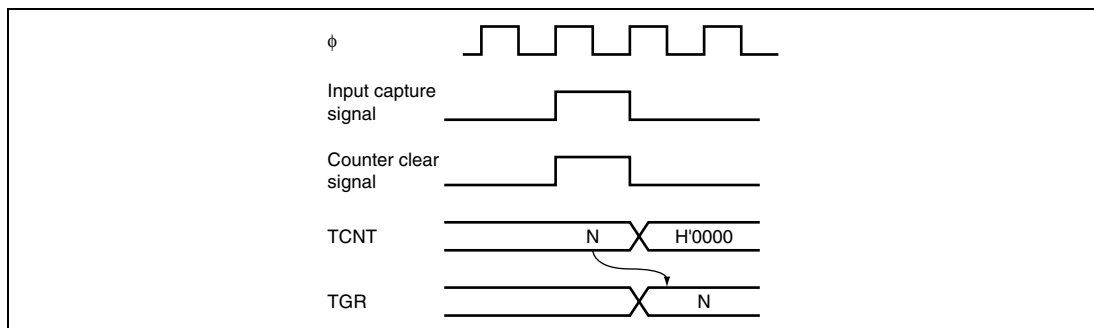 ϕ
Input capture
signal
Counter clear
signal
TCNT
N
H'0000
TGR
N